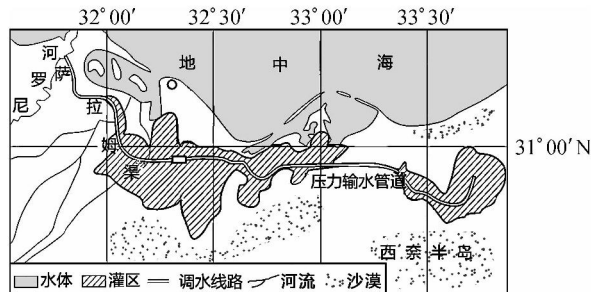 32°00′ 32°30′ 33°00′ 33°30′
地中海
尼罗河
萨拉姆渠
31°00′N
压力输水管道
西奈半岛
水体 灌区 调水线路 河流 沙漠